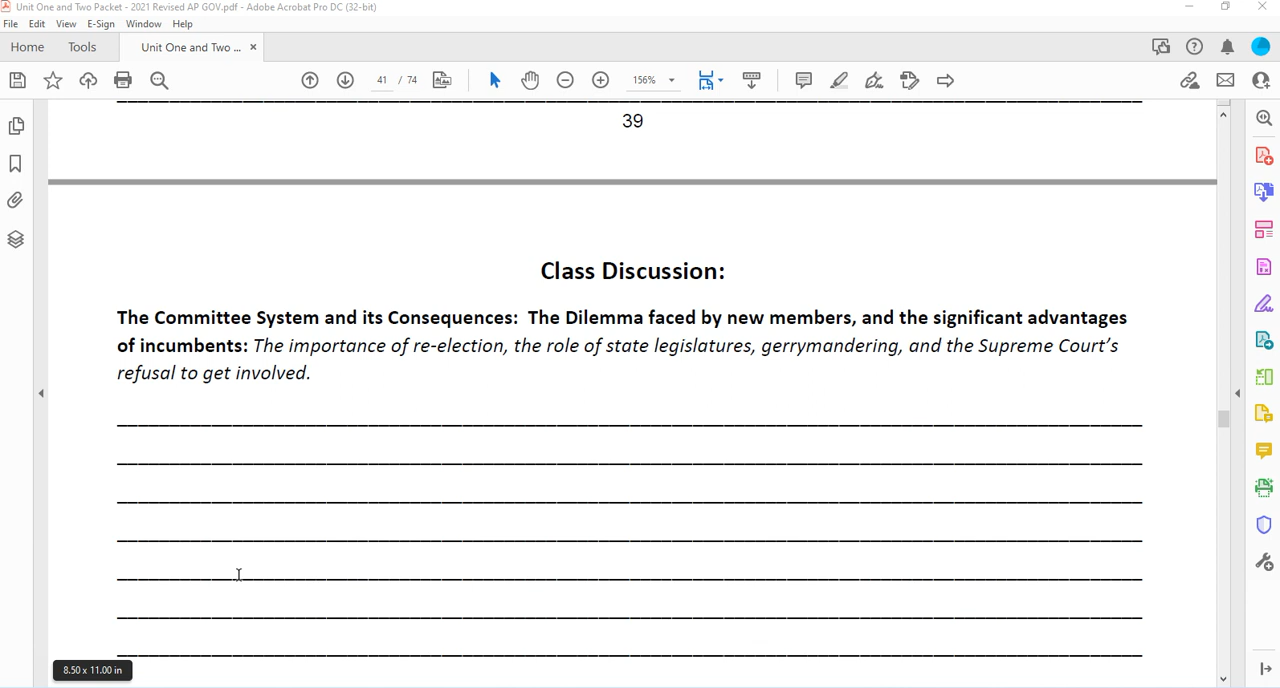 Unit One and Two Packet - 2021 Revised AP GOV.pdf - Adobe Acrobat Pro DC (32-bit)
File Edit View E-Sign Window Help
Home Tools Unit One and Two ... ×
41 / 74 156%
39
Class Discussion:
The Committee System and its Consequences: The Dilemma faced by new members, and the significant advantages
of incumbents: The importance of re-election, the role of state legislatures, gerrymandering, and the Supreme Court's
refusal to get involved.
8.50 x 11.00 in